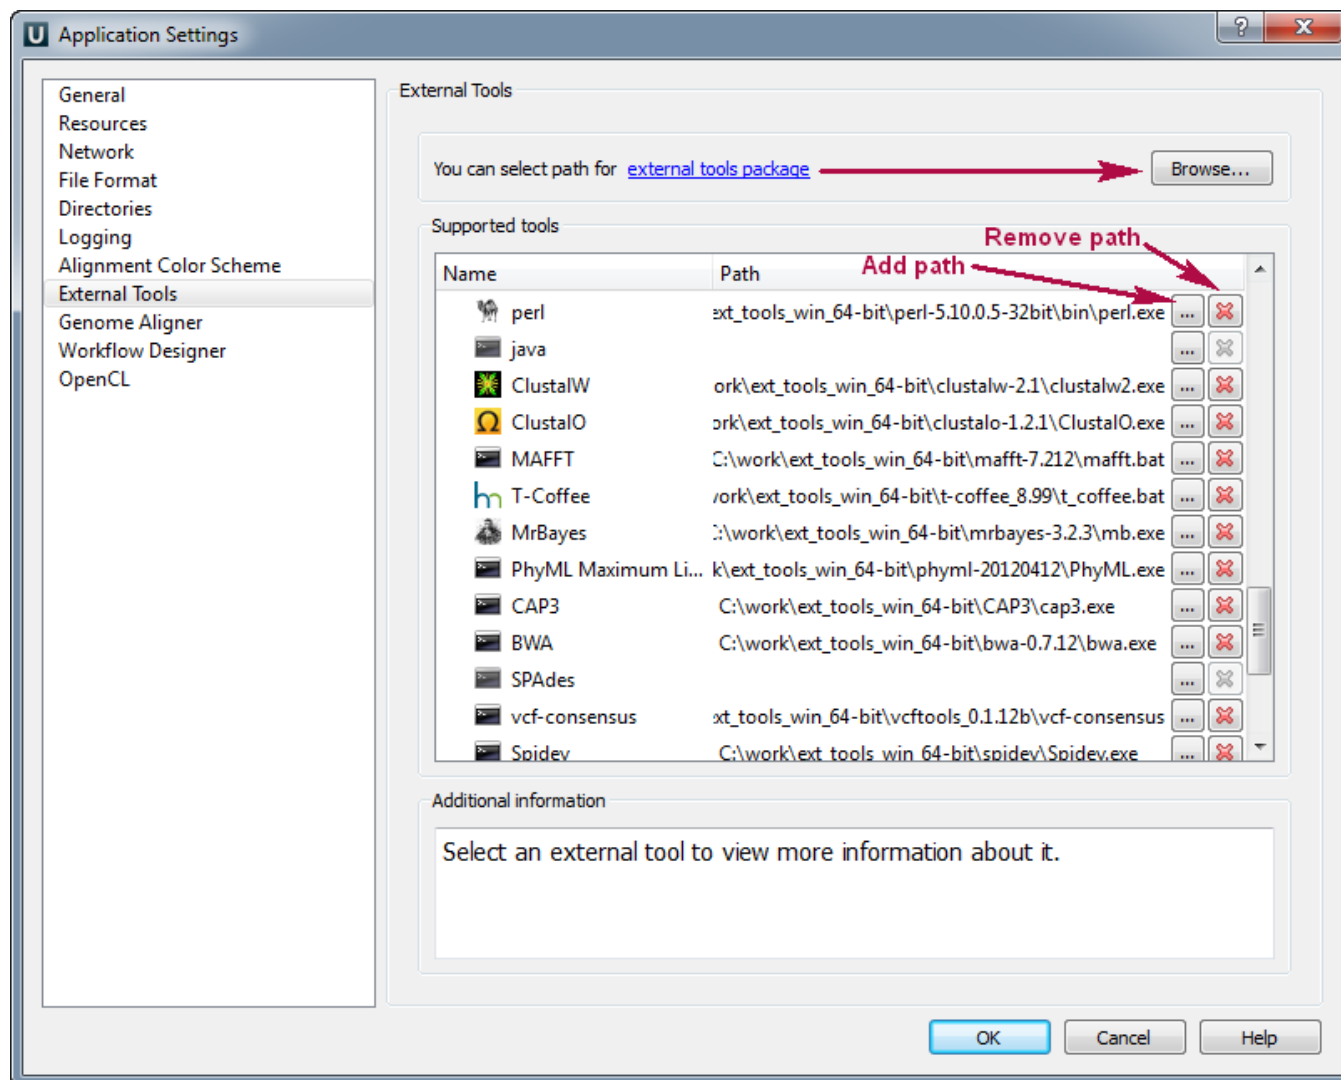 U Application Settings
General
Resources
Network
File Format
Directories
Logging
Alignment Color Scheme
External Tools
Genome Aligner
Workflow Designer
OpenCL
External Tools
You can select path for external tools package Browse...
Supported tools
Remove path
Add path
Name Path
perl ext_tools_win_64-bit\perl-5.10.0.5-32bit\bin\perl.exe ...
java ...
ClustalW ork\ext_tools_win_64-bit\clustalw-2.1\clustalw2.exe ...
Ω ClustalO ork\ext_tools_win_64-bit\clustalo-1.2.1\ClustalO.exe ...
MAFFT C:\work\ext_tools_win_64-bit\mafft-7.212\mafft.bat ...
T-Coffee work\ext_tools_win_64-bit\t-coffee_8.99\t_coffee.bat ...
MrBayes C:\work\ext_tools_win_64-bit\mrbayes-3.2.3\mb.exe ...
PhyML Maximum Li... k\ext_tools_win_64-bit\phyml-20120412\PhyML.exe ...
CAP3 C:\work\ext_tools_win_64-bit\CAP3\cap3.exe ...
BWA C:\work\ext_tools_win_64-bit\bwa-0.7.12\bwa.exe ...
SPAdes ...
vcf-consensus ext_tools_win_64-bit\vcftools_0.1.12b\vcf-consensus ...
Spidey C:\work\ext_tools_win_64-bit\spidey\Spidey.exe ...
Additional information
Select an external tool to view more information about it.
OK Cancel Help